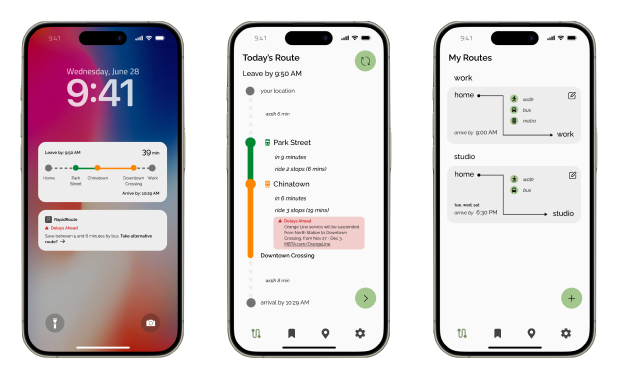 9:41
Wednesday, June 28
9:41
Leave by: 9:50 AM
39 min
Home
Park Street
Chinatown
Downtown Crossing
Work
Arrive by: 10:29 AM
RapidRoute
Delays Ahead
Save between 5 and 8 minutes by bus. Take alternative
route? →
9:41
Today's Route
Leave by 9:50 AM
your location
walk 6 min
Park Street
in 9 minutes
ride 2 stops (6 mins)
Chinatown
in 6 minutes
ride 3 stops (19 mins)
Delays Ahead
Orange Line service will be suspended
from North Station to Downtown
Crossing, from Nov 27 - Dec 3
MBTA.com/OrangeLine
Downtown Crossing
walk 8 min
arrival by 10:29 AM
9:41
My Routes
work
home
walk
bus
metro
arrive by 9:00 AM
work
studio
home
walk
bus
tue, wed, sat
arrive by 6:30 PM
studio